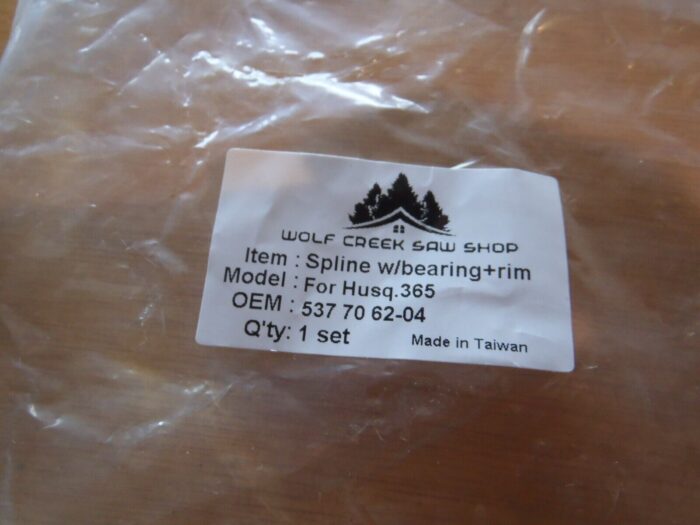 WOLF CREEK SAW SHOP
Item : Spline w/bearing+rim
Model : For Husq.365
OEM : 537 70 62-04
Q'ty: 1 set
Made in Taiwan